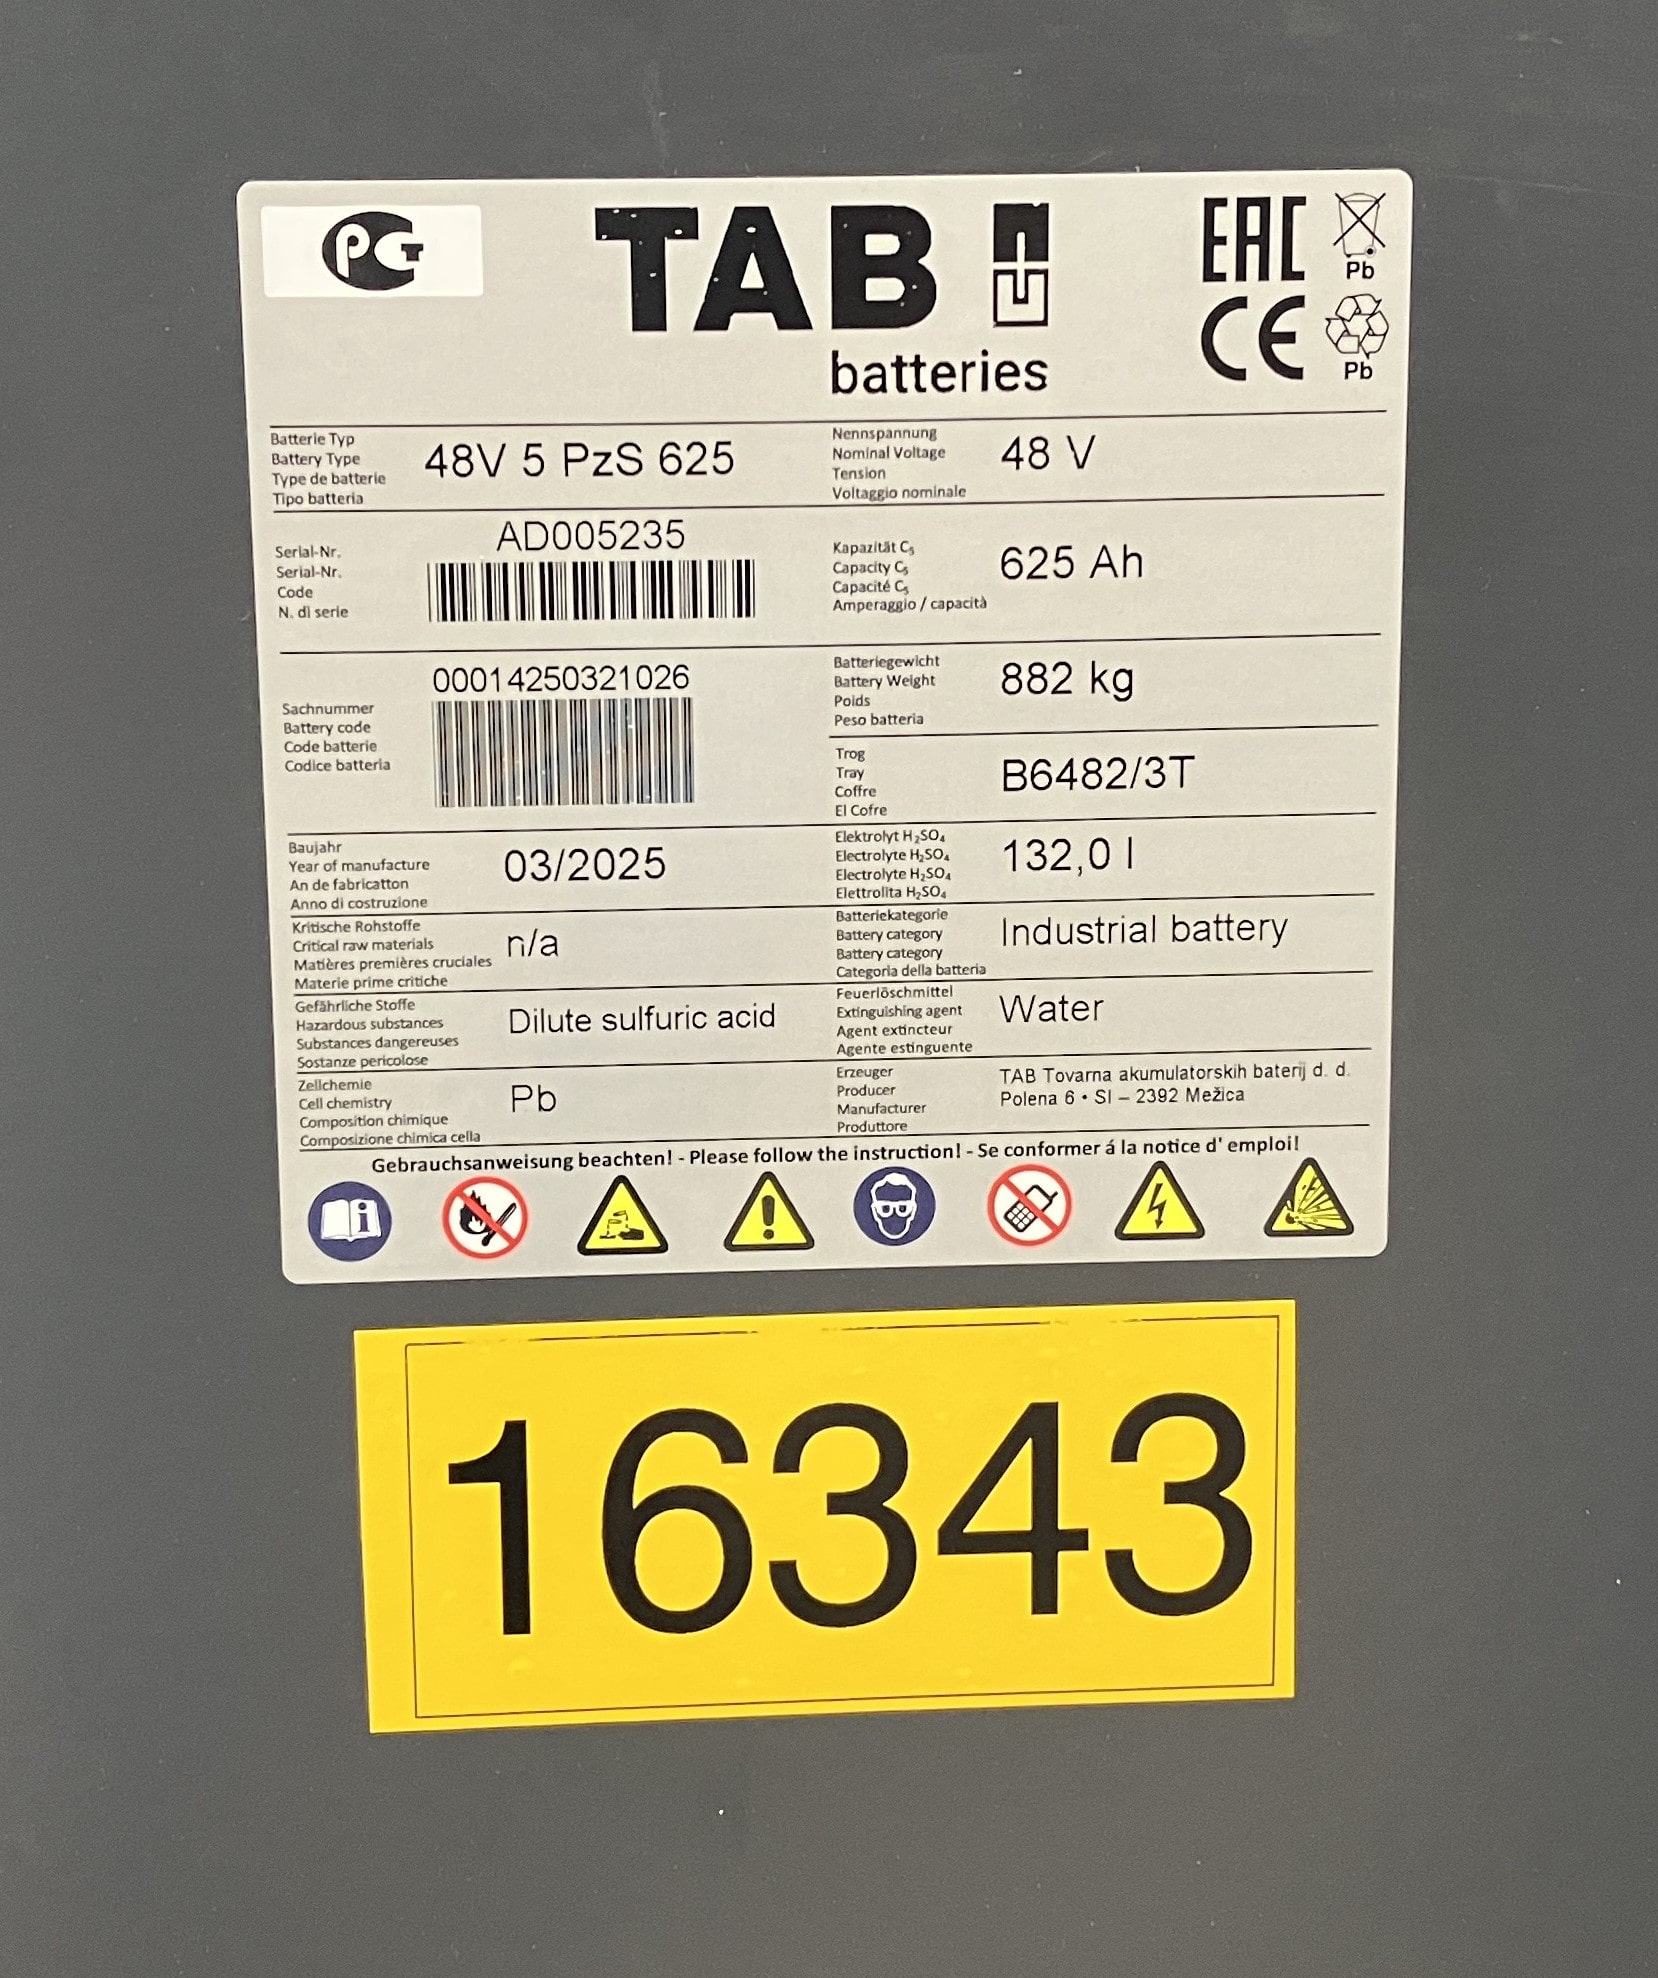 PG
TAB
batteries
EAC
CE
Pb
Pb
Batterie Typ
Battery Type
Type de batterie
Tipo batteria
48V 5 PzS 625
Nennspannung
Nominal Voltage
Tension
Voltaggio nominale
48 V
Serial-Nr.
Serial-Nr.
Code
N. di serie
AD005235
Kapazität C₅
Capacity C₅
Capacité C₅
Amperaggio / capacità
625 Ah
Sachnummer
Battery code
Code batterie
Codice batteria
00014250321026
Batteriegewicht
Battery Weight
Poids
Peso batteria
882 kg
Trog
Tray
Coffre
El Cofre
B6482/3T
Baujahr
Year of manufacture
An de fabricatton
Anno di costruzione
03/2025
Elektrolyt H₂SO₄
Electrolyte H₂SO₄
Electrolyte H₂SO₄
Elettrolita H₂SO₄
132,0 l
Kritische Rohstoffe
Critical raw materials
Matières premières cruciales
Materie prime critiche
n/a
Batteriekategorie
Battery category
Battery category
Categoria della batteria
Industrial battery
Gefährliche Stoffe
Hazardous substances
Substances dangereuses
Sostanze pericolose
Dilute sulfuric acid
Feuerlöschmittel
Extinguishing agent
Agent extincteur
Agente estinguente
Water
Zellchemie
Cell chemistry
Composition chimique
Composizione chimica cella
Pb
Erzeuger
Producer
Manufacturer
Produttore
TAB Tovarna akumulatorskih baterij d. d.
Polena 6 • SI – 2392 Mežica
Gebrauchsanweisung beachten! - Please follow the instruction! - Se conformer á la notice d' emploi!
16343